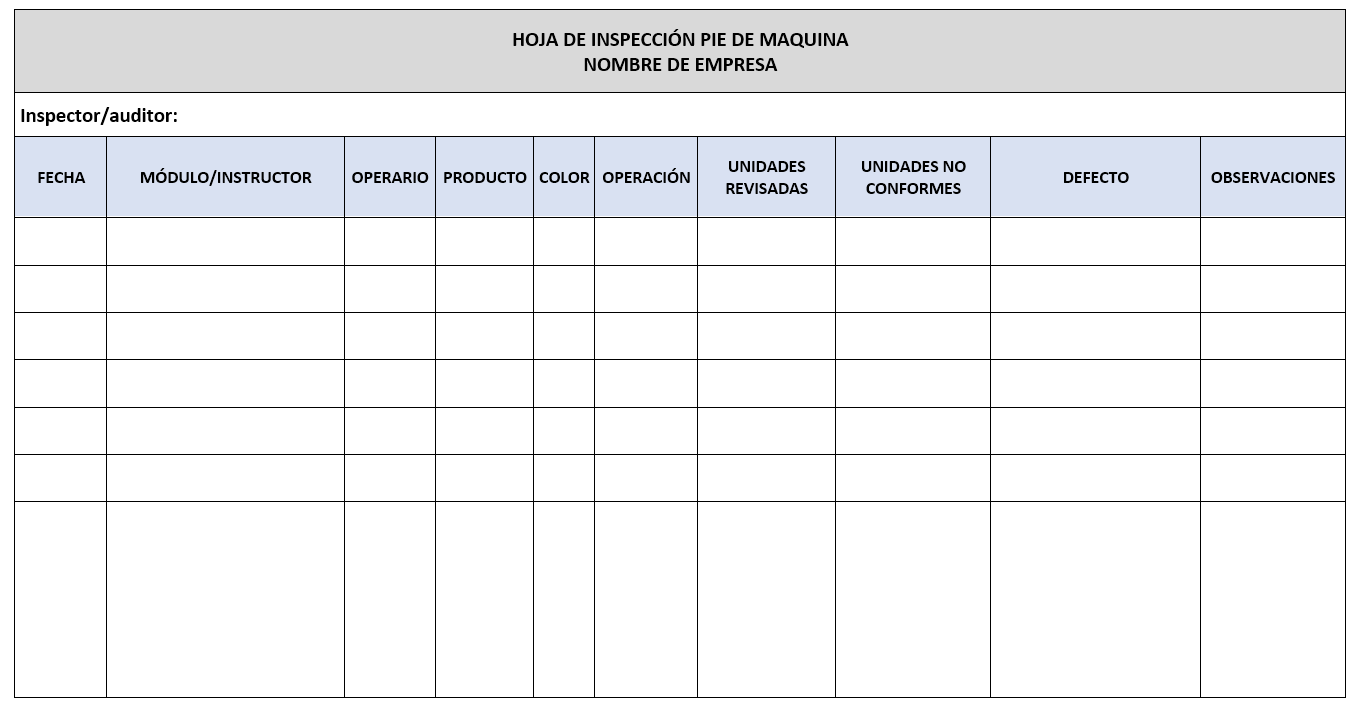 HOJA DE INSPECCIÓN PIE DE MAQUINA
NOMBRE DE EMPRESA
Inspector/auditor:
FECHA
MÓDULO/INSTRUCTOR
OPERARIO
PRODUCTO
COLOR
OPERACIÓN
UNIDADES
REVISADAS
UNIDADES NO
CONFORMES
DEFECTO
OBSERVACIONES